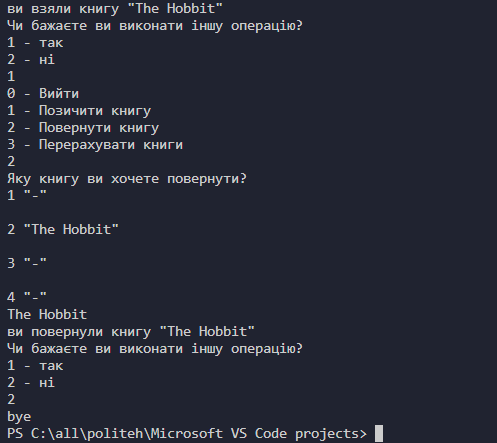 ви взяли книгу "The Hobbit"
Чи бажаєте ви виконати іншу операцію?
1 - так
2 - ні
1
0 - Вийти
1 - Позичити книгу
2 - Повернути книгу
3 - Перерахувати книги
2
Яку книгу ви хочете повернути?
1 "-"
2 "The Hobbit"
3 "-"
4 "-"
The Hobbit
ви повернули книгу "The Hobbit"
Чи бажаєте ви виконати іншу операцію?
1 - так
2 - ні
2
bye
PS C:\all\politeh\Microsoft VS Code projects>